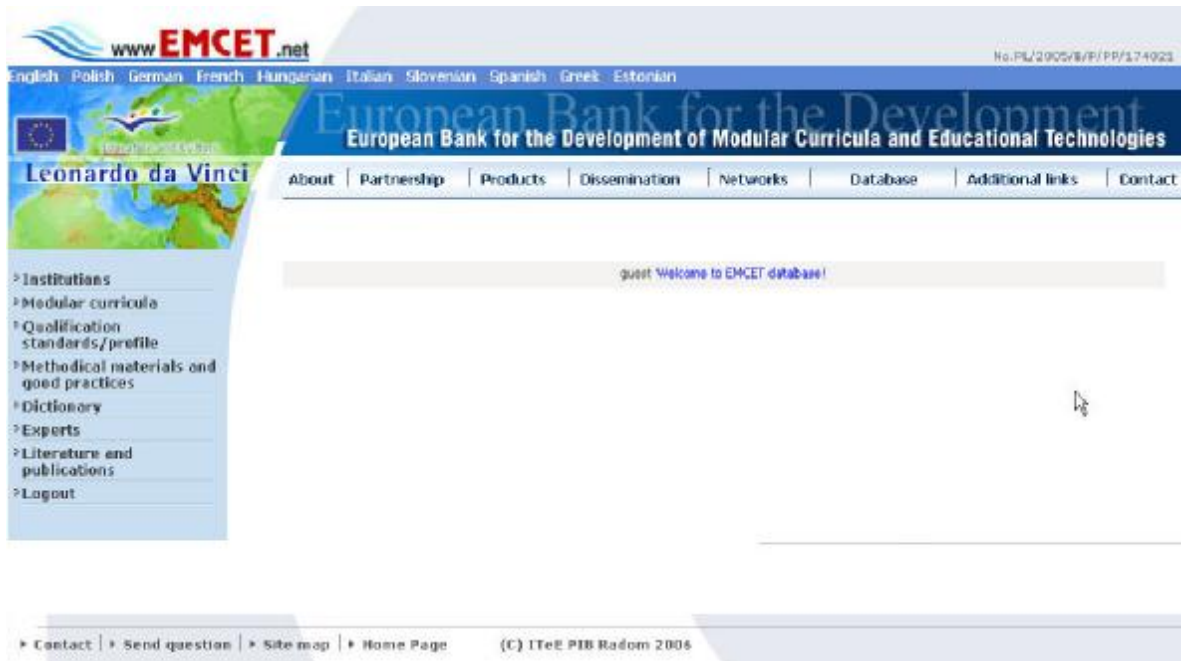 www EMCET .net
No.PL/2005/B/P/PP/174021
English Polish German French Hungarian Italian Slovenian Spanish Greek Estonian
European Bank for the Development
European Bank for the Development of Modular Curricula and Educational Technologies
Leonardo da Vinci
About | Partnership | Products | Dissemination | Networks | Database | Additional links | Contact
guest Welcome to EMCET database!
Institutions
Modular curricula
Qualification
standards/profile
Methodical materials and
good practices
Dictionary
Experts
Literature and
publications
Logout
Contact | Send question | Site map | Home Page (C) ITeE PIB Radom 2006